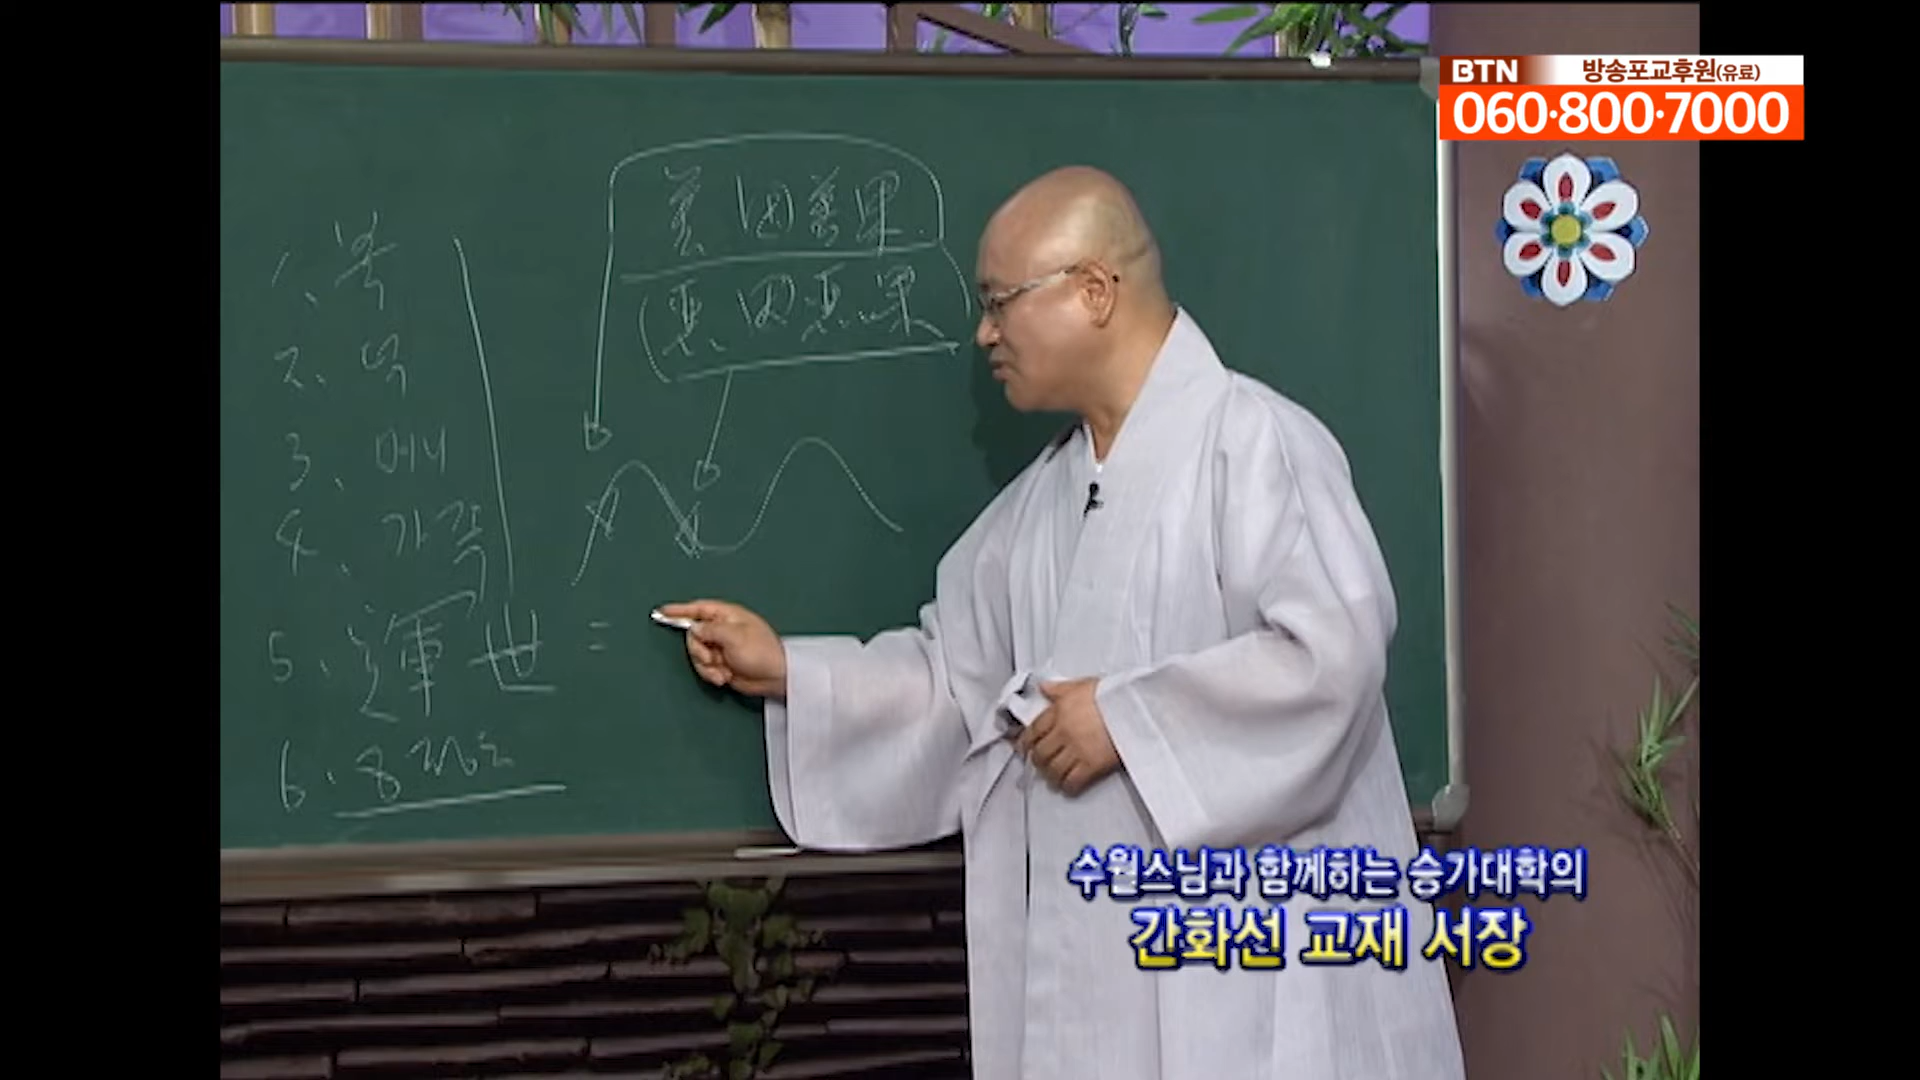 BTN 방송포교후원(유료)
060·800·7000
善因善果
(惡因惡果
1. 복
2. 덕
3. 머니
4. 가족
5. 運世 =
6.
수월스님과 함께하는 승가대학의
간화선 교재 서장